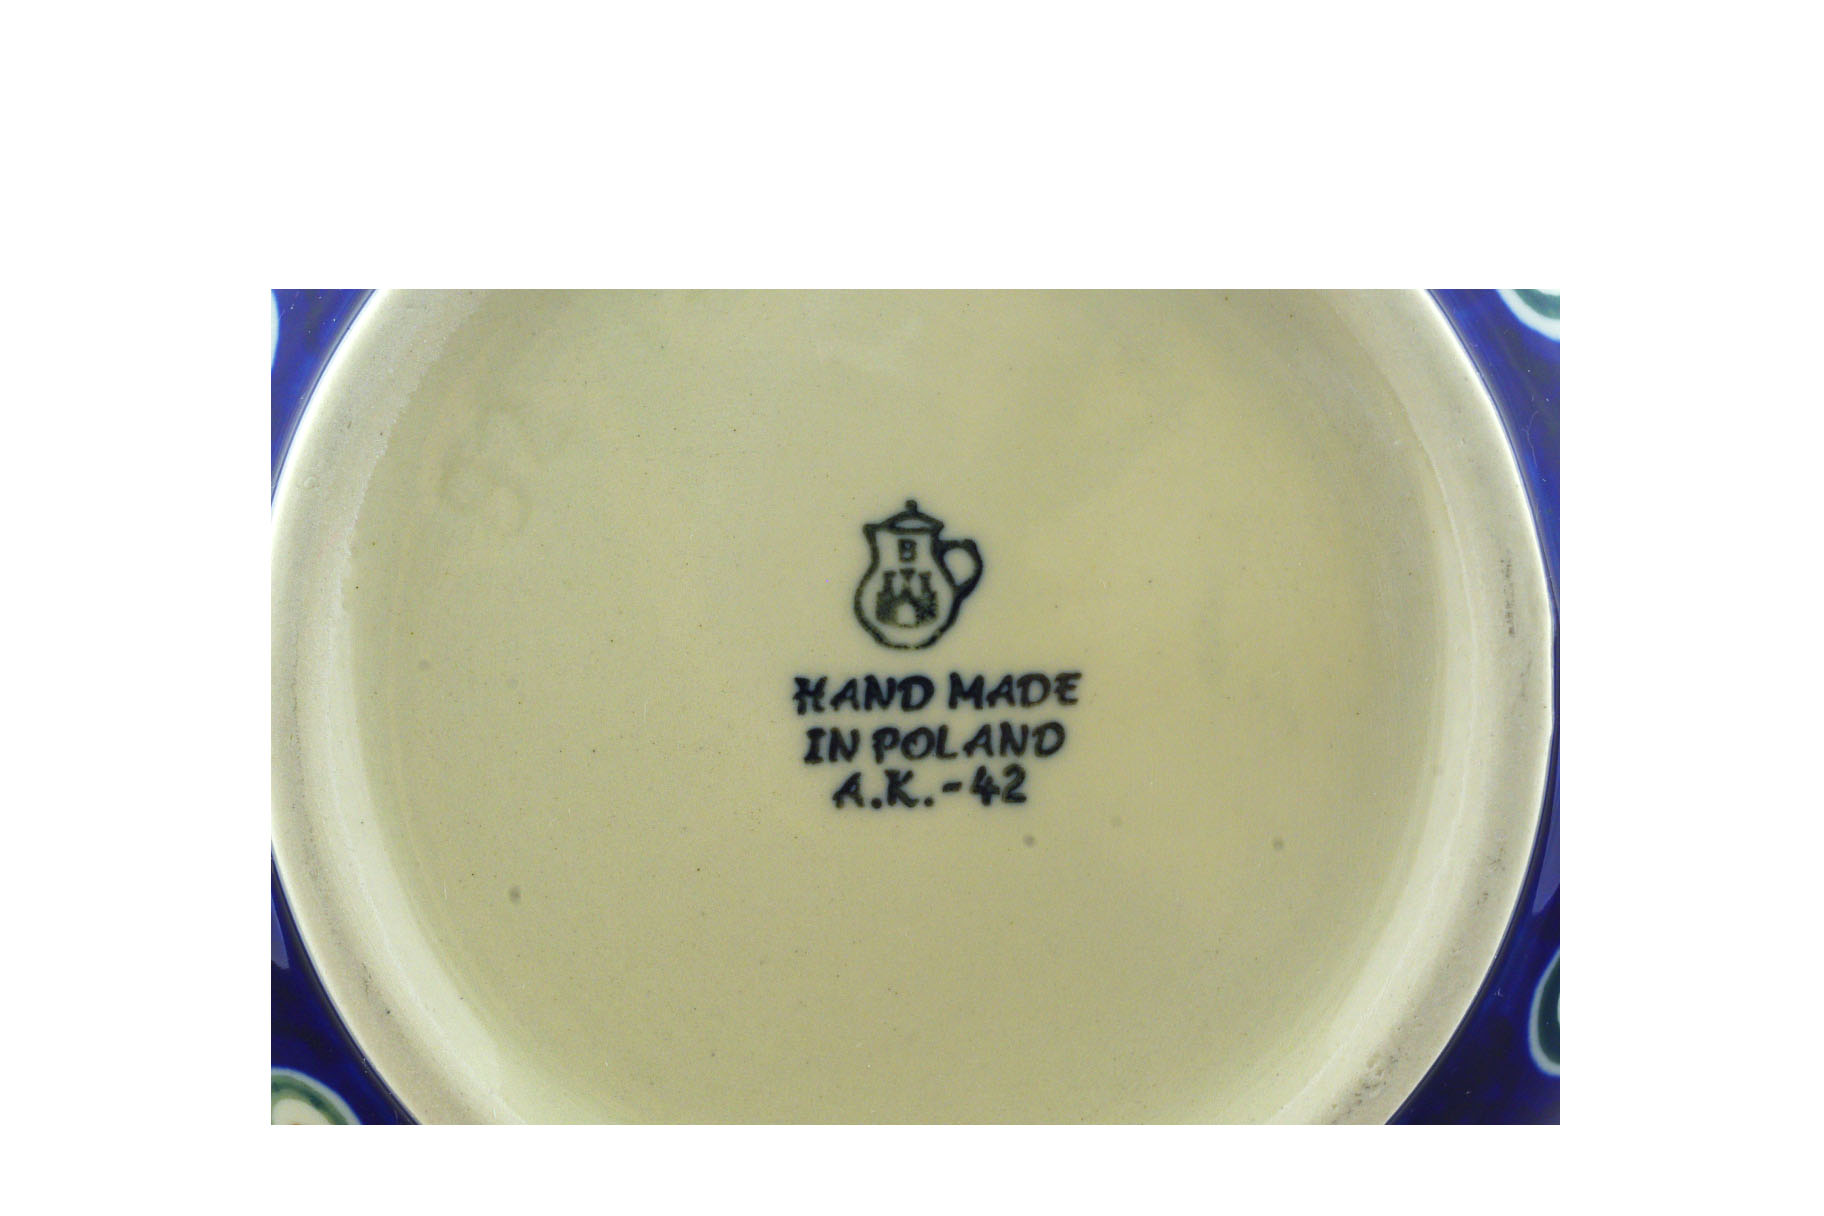 B
HAND MADE
IN POLAND
A.K.-42